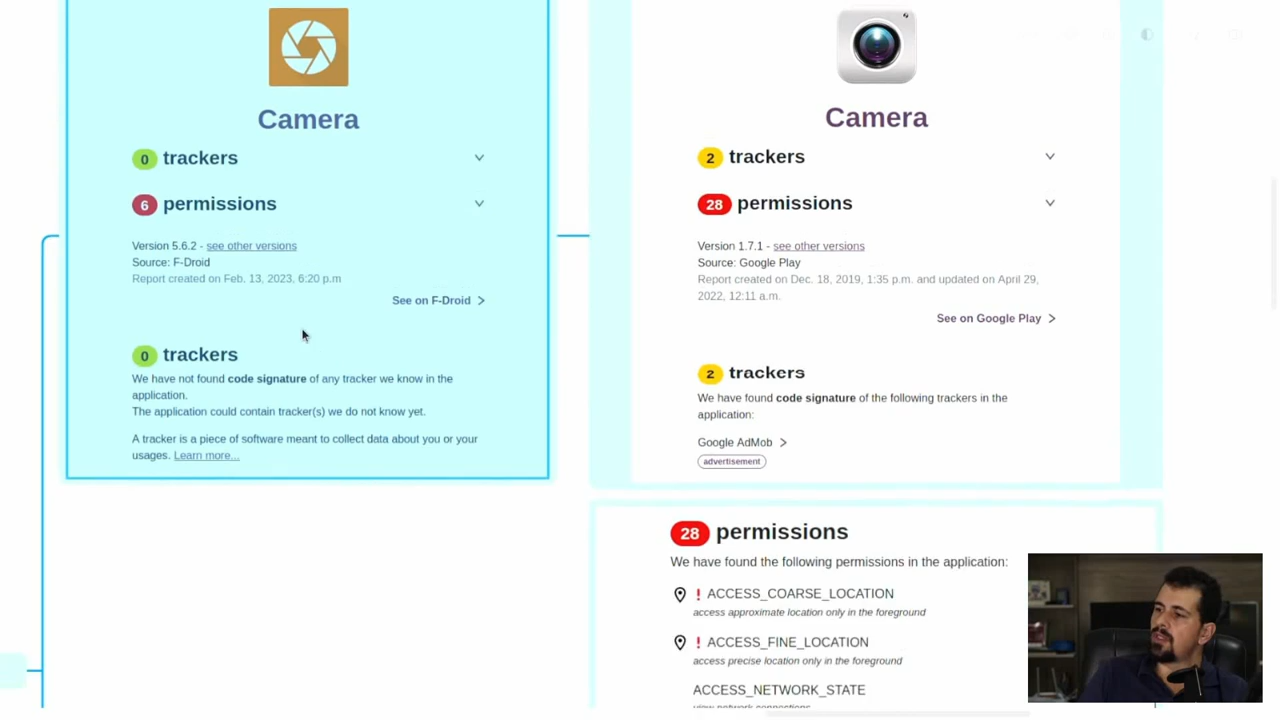 Camera
0 trackers
6 permissions
Version 5.6.2 - see other versions
Source: F-Droid
Report created on Feb. 13, 2023, 6:20 p.m
See on F-Droid
0 trackers
We have not found code signature of any tracker we know in the
application.
The application could contain tracker(s) we do not know yet.
A tracker is a piece of software meant to collect data about you or your
usages. Learn more...
Camera
2 trackers
28 permissions
Version 1.7.1 - see other versions
Source: Google Play
Report created on Dec. 18, 2019, 1:35 p.m. and updated on April 29,
2022, 12:11 a.m.
See on Google Play
2 trackers
We have found code signature of the following trackers in the
application:
Google AdMob
advertisement
28 permissions
We have found the following permissions in the application:
! ACCESS_COARSE_LOCATION
access approximate location only in the foreground
! ACCESS_FINE_LOCATION
access precise location only in the foreground
ACCESS_NETWORK_STATE
view network connections